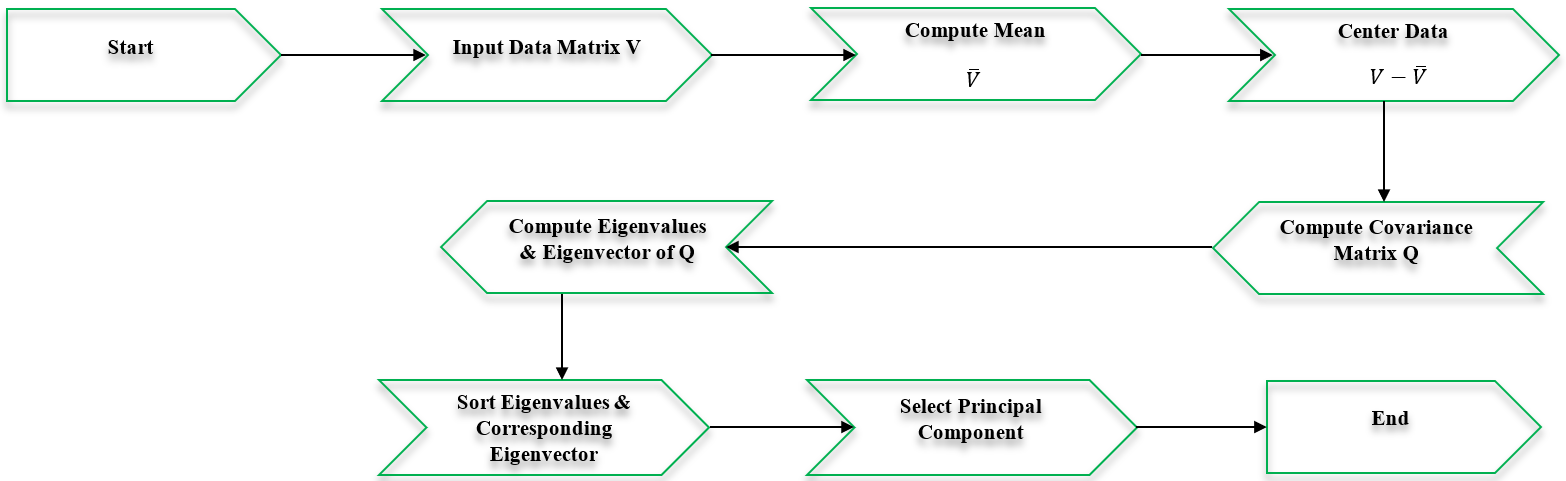 Start
Input Data Matrix V
Compute Mean
V̅
Center Data
V − V̅
Compute Covariance
Matrix Q
Compute Eigenvalues
& Eigenvector of Q
Sort Eigenvalues &
Corresponding
Eigenvector
Select Principal
Component
End